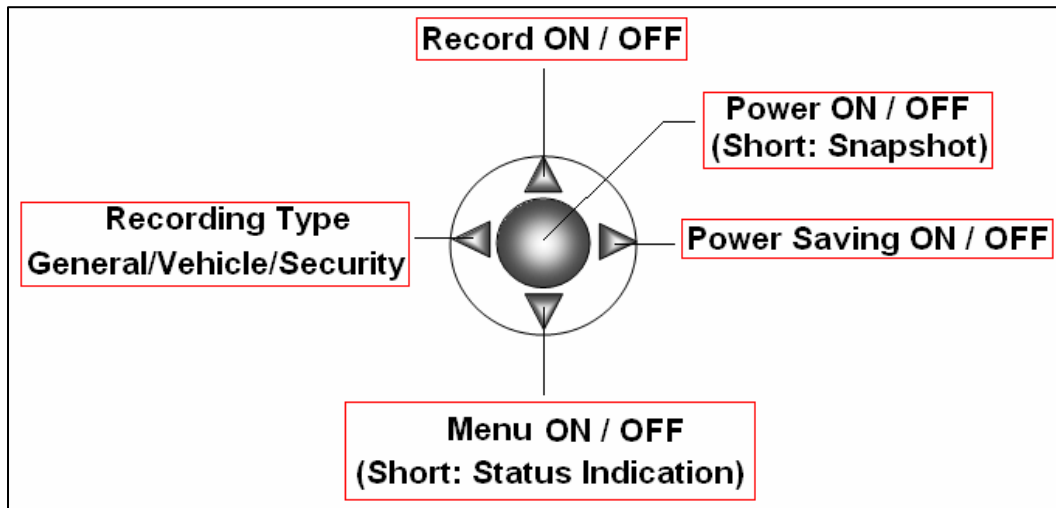 Record ON / OFF
Power ON / OFF
(Short: Snapshot)
Recording Type
General/Vehicle/Security
Power Saving ON / OFF
Menu ON / OFF
(Short: Status Indication)